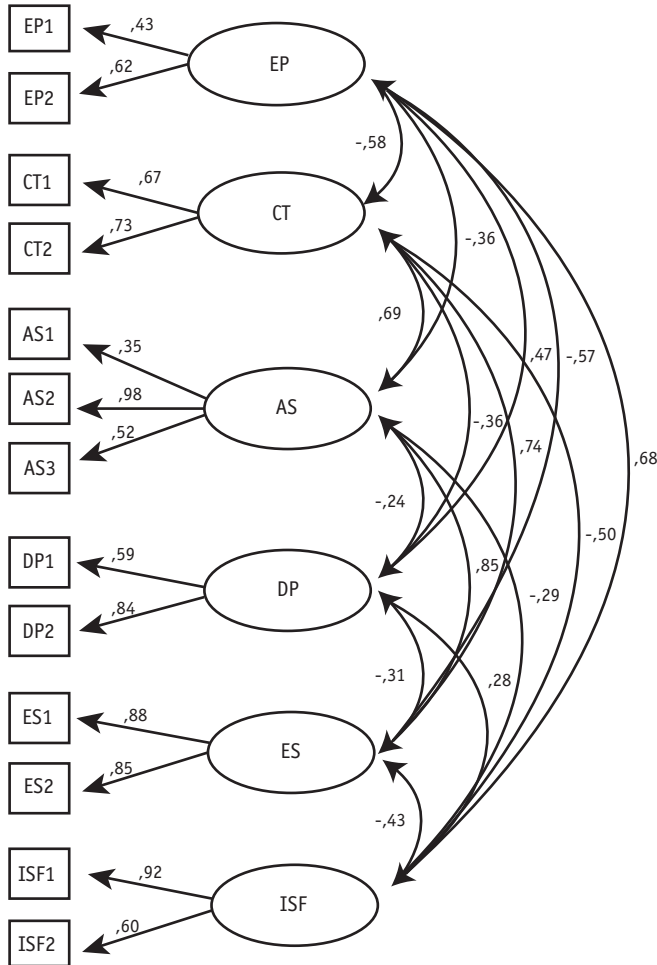 EP1
,43
EP
,62
EP2
-,58
CT1
,67
CT
,73
CT2
-,36
,69
AS1
,35
,47
-,57
AS2
,98
AS
-,36
,52
,74
AS3
,68
-,24
-,50
DP1
,59
,85
DP
-,29
,84
DP2
-,31
,28
ES1
,88
ES
,85
ES2
-,43
ISF1
,92
ISF
,60
ISF2